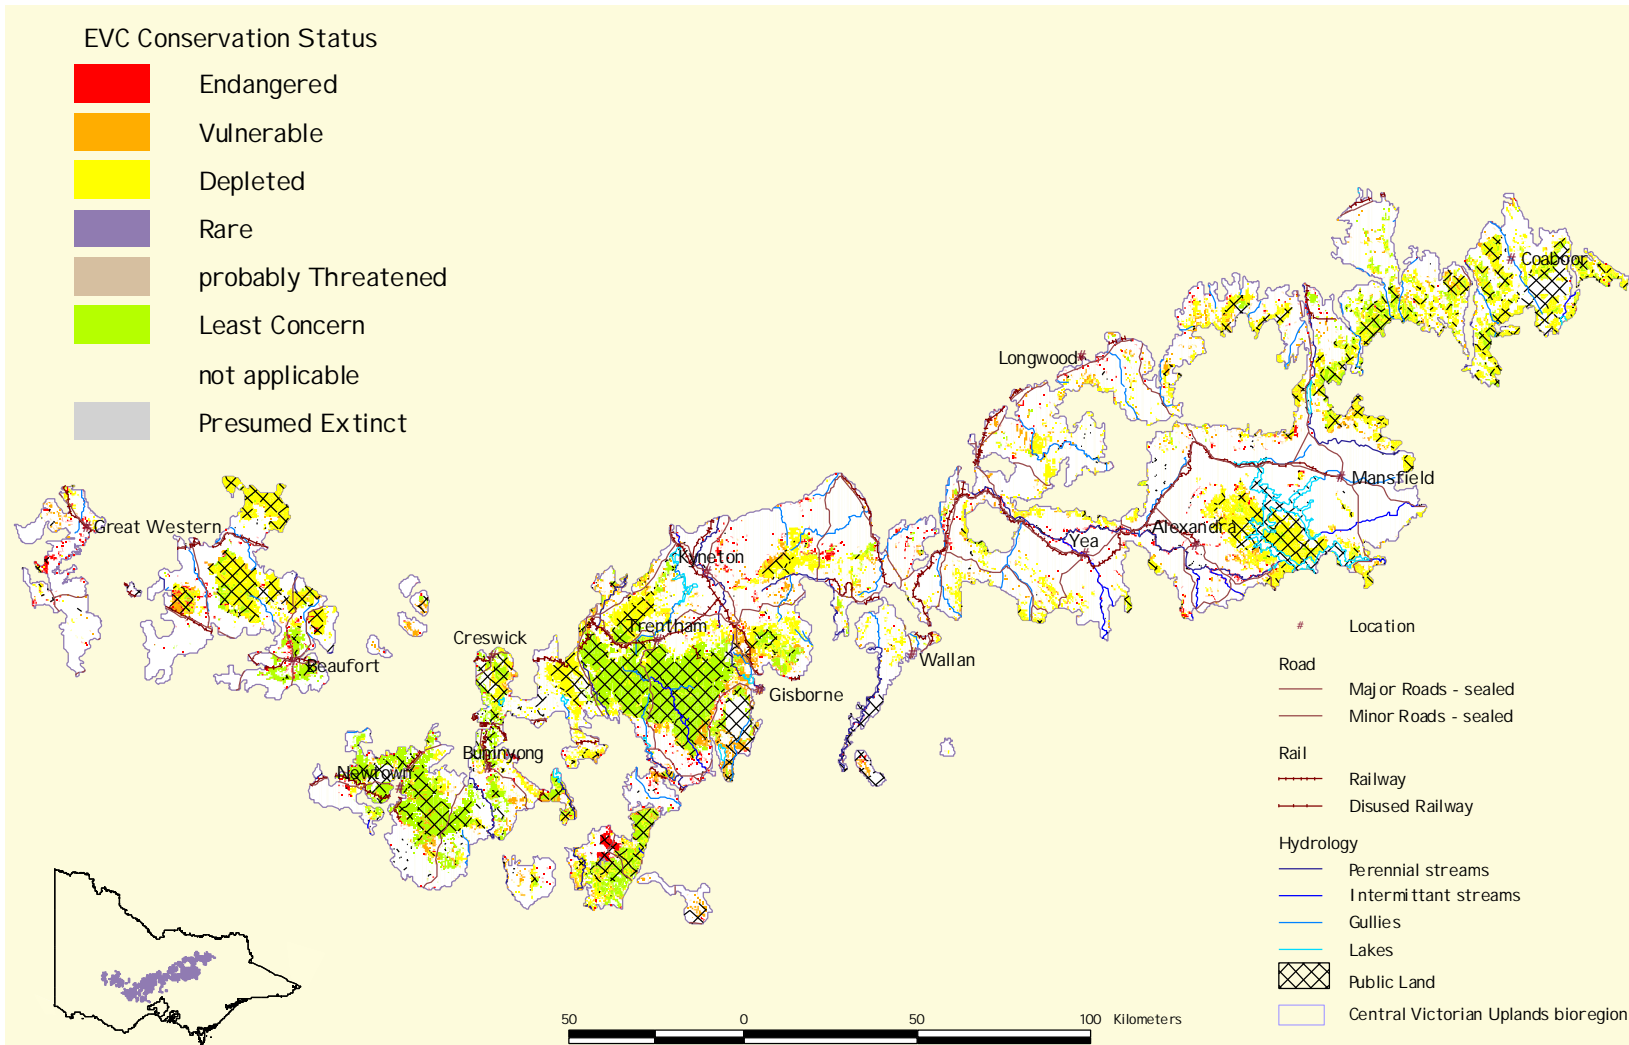 EVC Conservation Status
Endangered
Vulnerable
Depleted
Rare
probably Threatened
Least Concern
not applicable
Presumed Extinct
Coaboor
Longwood
Mansfield
Great Western
Alexandra
Yea
Kyneton
Trentham
Creswick
Wallan
Beaufort
Gisborne
Buninyong
Newtown
# Location
Road
Major Roads - sealed
Minor Roads - sealed
Rail
Railway
Disused Railway
Hydrology
Perennial streams
Intermittant streams
Gullies
Lakes
Public Land
Central Victorian Uplands bioregion
50 0 50 100 Kilometers